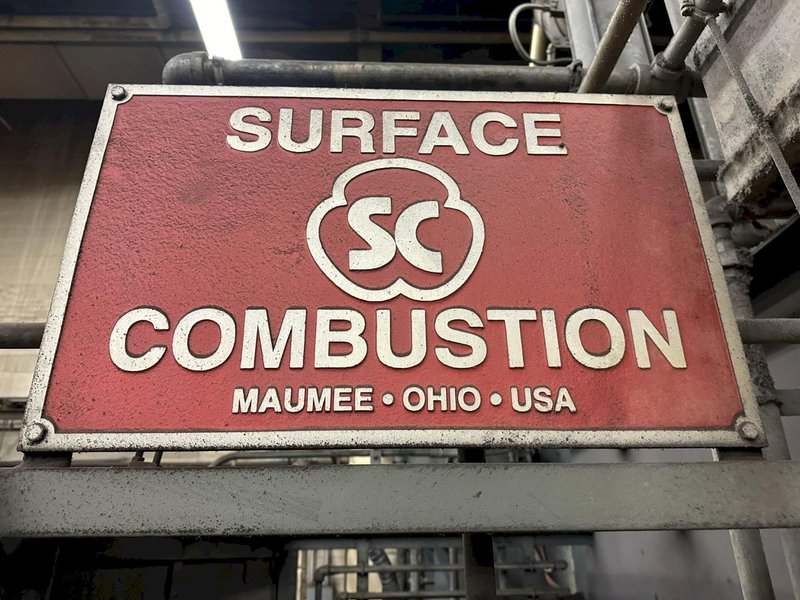 SURFACE
SC
COMBUSTION
MAUMEE • OHIO • USA